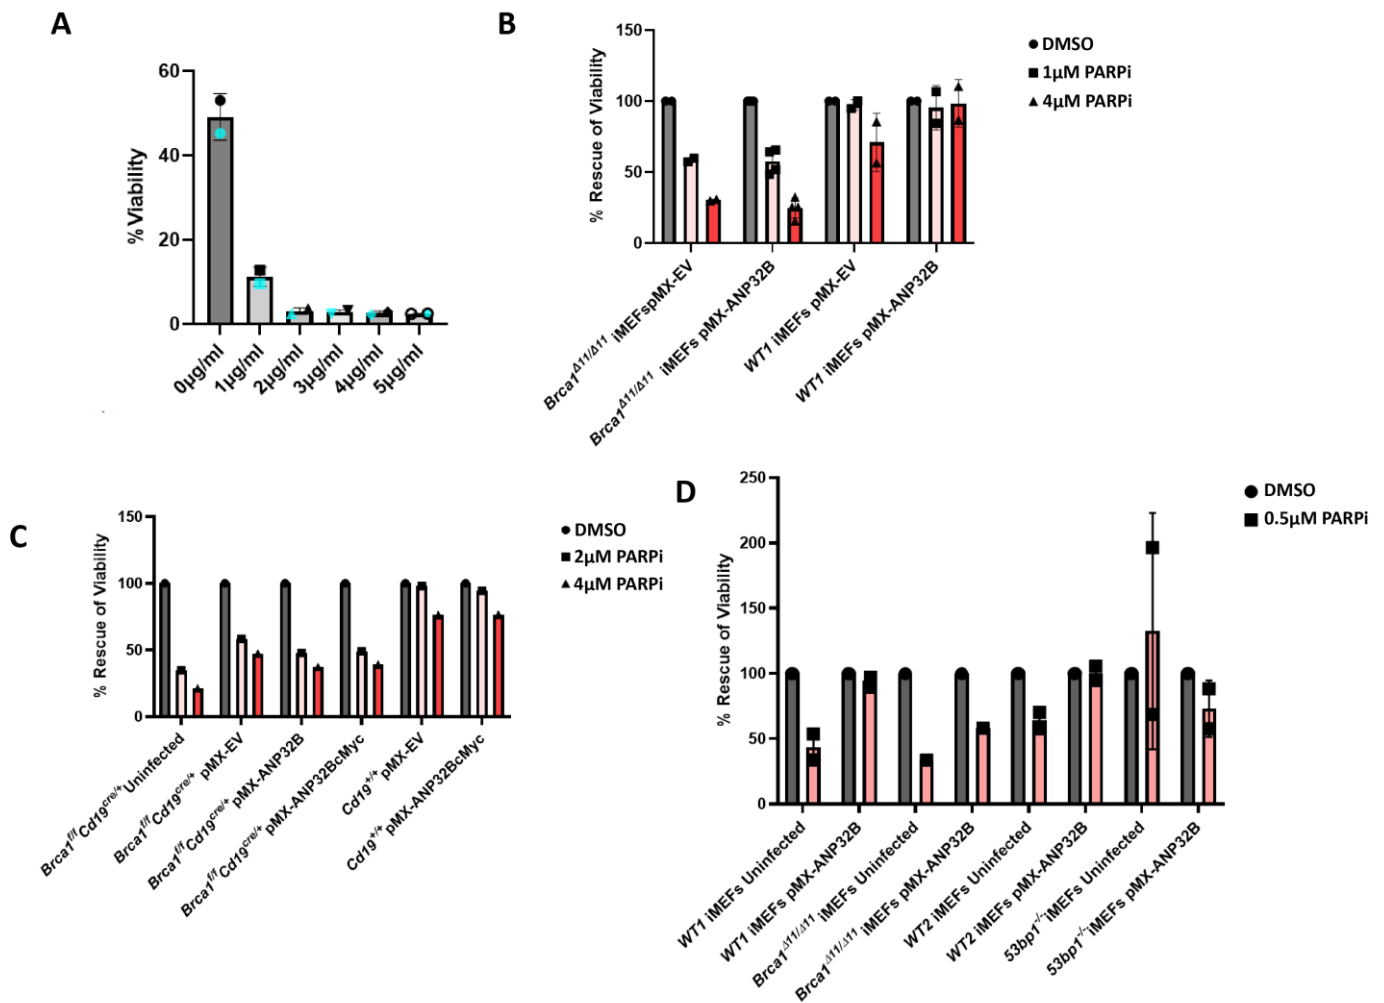 A
% Viability
60
40
20
0
0μg/ml
1μg/ml
2μg/ml
3μg/ml
4μg/ml
5μg/ml
B
% Rescue of Viability
150
100
50
0
Brca1Δ11/Δ11 iMEFspMX-EV
Brca1Δ11/Δ11 iMEFs pMX-ANP32B
WT1 iMEFs pMX-EV
WT1 iMEFs pMX-ANP32B
DMSO
1μM PARPi
4μM PARPi
C
% Rescue of Viability
150
100
50
0
Brca1f/fCd19cre/+Uninfected
Brca1f/fCd19cre/+ pMX-EV
Brca1f/fCd19cre/+ pMX-ANP32B
Brca1f/fCd19cre/+ pMX-ANP32BcMyc
Cd19+/+ pMX-EV
Cd19+/+ pMX-ANP32BcMyc
DMSO
2μM PARPi
4μM PARPi
D
% Rescue of Viability
250
200
150
100
50
0
WT1 iMEFs Uninfected
WT1 iMEFs pMX-ANP32B
Brca1Δ11/Δ11 iMEFs Uninfected
Brca1Δ11/Δ11 iMEFs pMX-ANP32B
WT2 iMEFs Uninfected
WT2 iMEFs pMX-ANP32B
53bp1-/-iMEFs Uninfected
53bp1-/-iMEFs pMX-ANP32B
DMSO
0.5μM PARPi